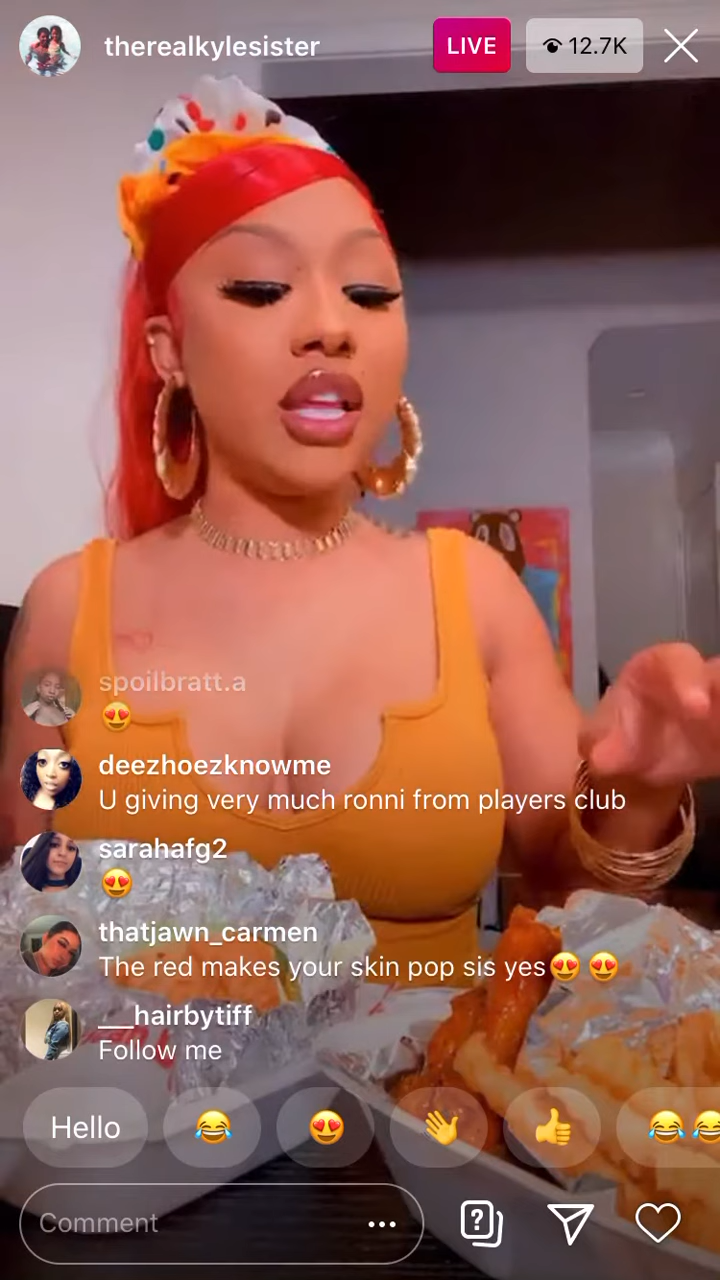 therealkylesister
LIVE
12.7K
spoilbratt.a
😍
deezhoezknowme
U giving very much ronni from players club
sarahafg2
😍
thatjawn_carmen
The red makes your skin pop sis yes😍 😍
___hairbytiff
Follow me
Hello 😂 😍 👋 👍 😂 😂
Comment